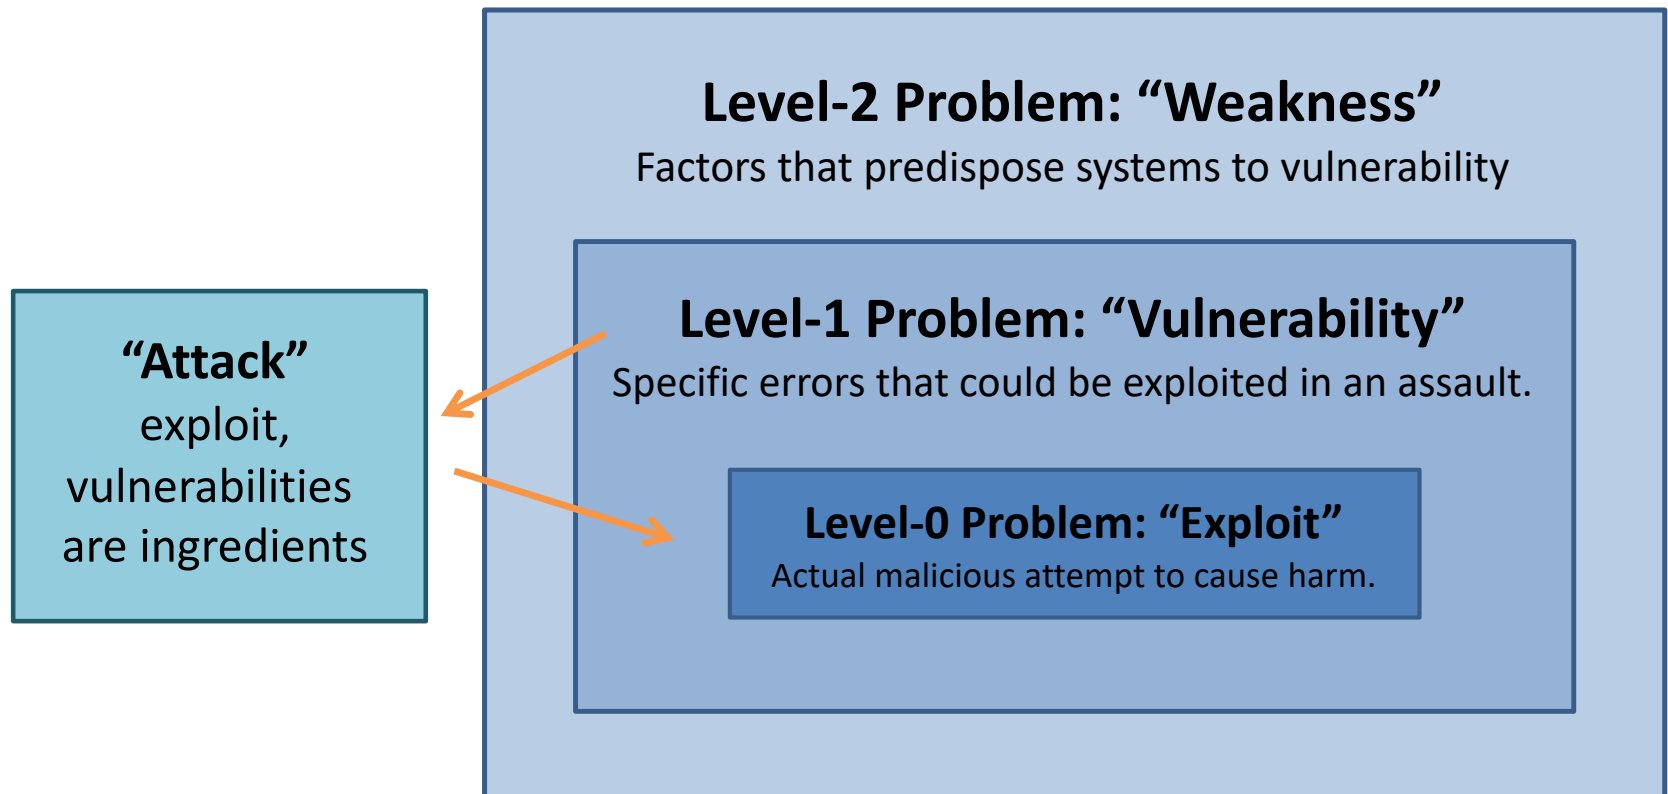 Level-2 Problem: “Weakness”
Factors that predispose systems to vulnerability
Level-1 Problem: “Vulnerability”
Specific errors that could be exploited in an assault.
Level-0 Problem: “Exploit”
Actual malicious attempt to cause harm.
“Attack”
exploit,
vulnerabilities
are ingredients